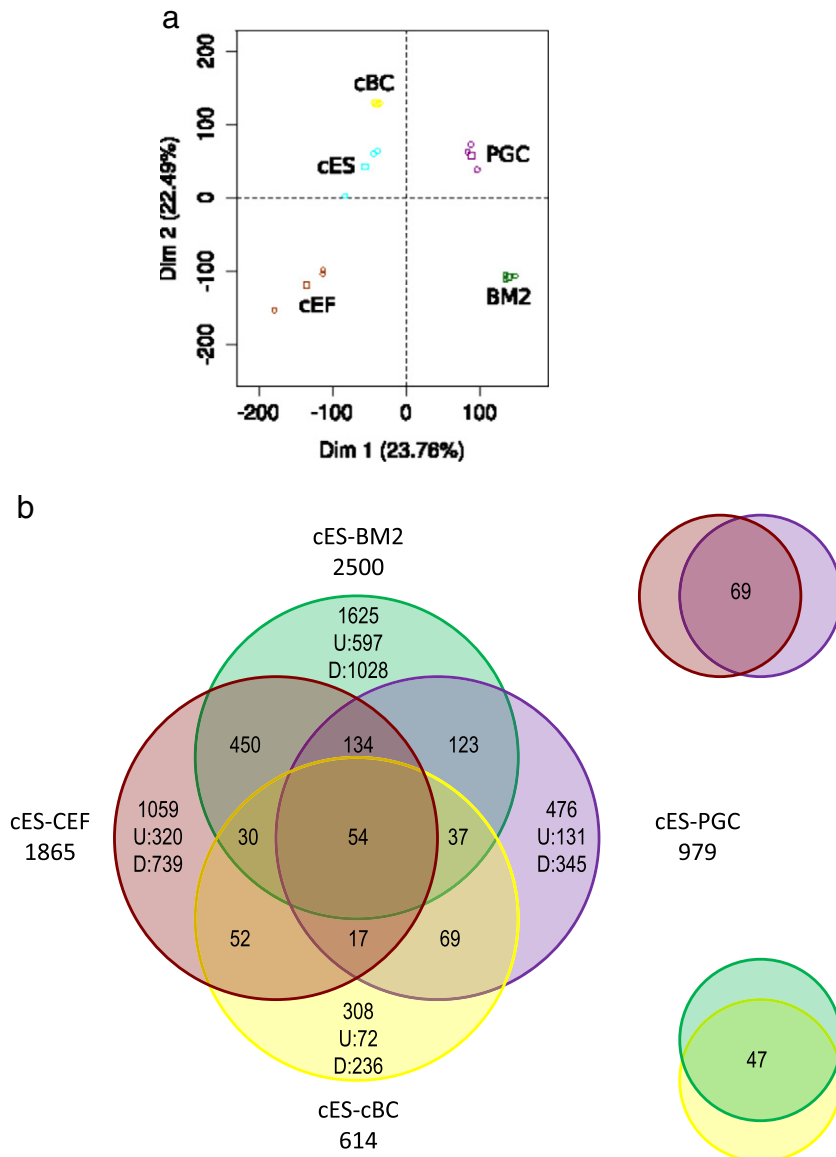 a
200
100
0
-100
-200
Dim 2 (22.49%)
cBC
cES
PGC
cEF
BM2
-200 -100 0 100
Dim 1 (23.76%)
b
cES-BM2
2500
1625
U:597
D:1028
69
450
134
123
cES-CEF
1865
1059
U:320
D:739
30
54
37
476
U:131
D:345
cES-PGC
979
52
17
69
308
U:72
D:236
47
cES-cBC
614